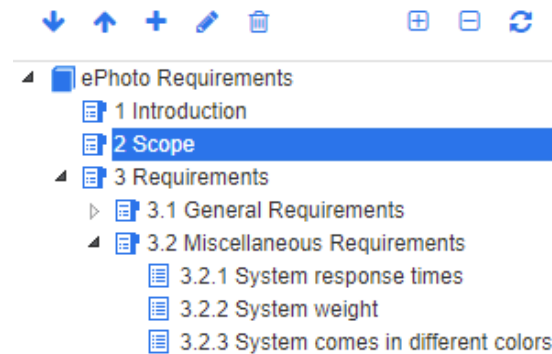 ePhoto Requirements
1 Introduction
2 Scope
3 Requirements
3.1 General Requirements
3.2 Miscellaneous Requirements
3.2.1 System response times
3.2.2 System weight
3.2.3 System comes in different colors